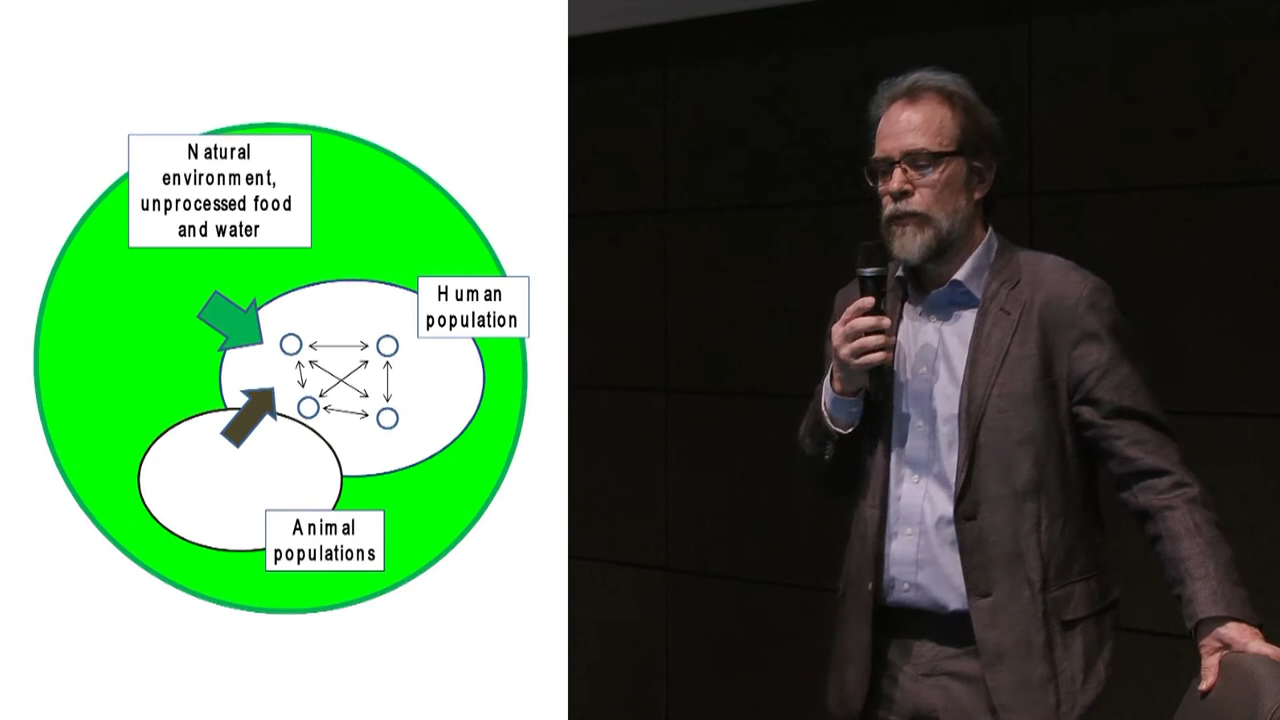 Natural
environment,
unprocessed food
and water
Human
population
Animal
populations